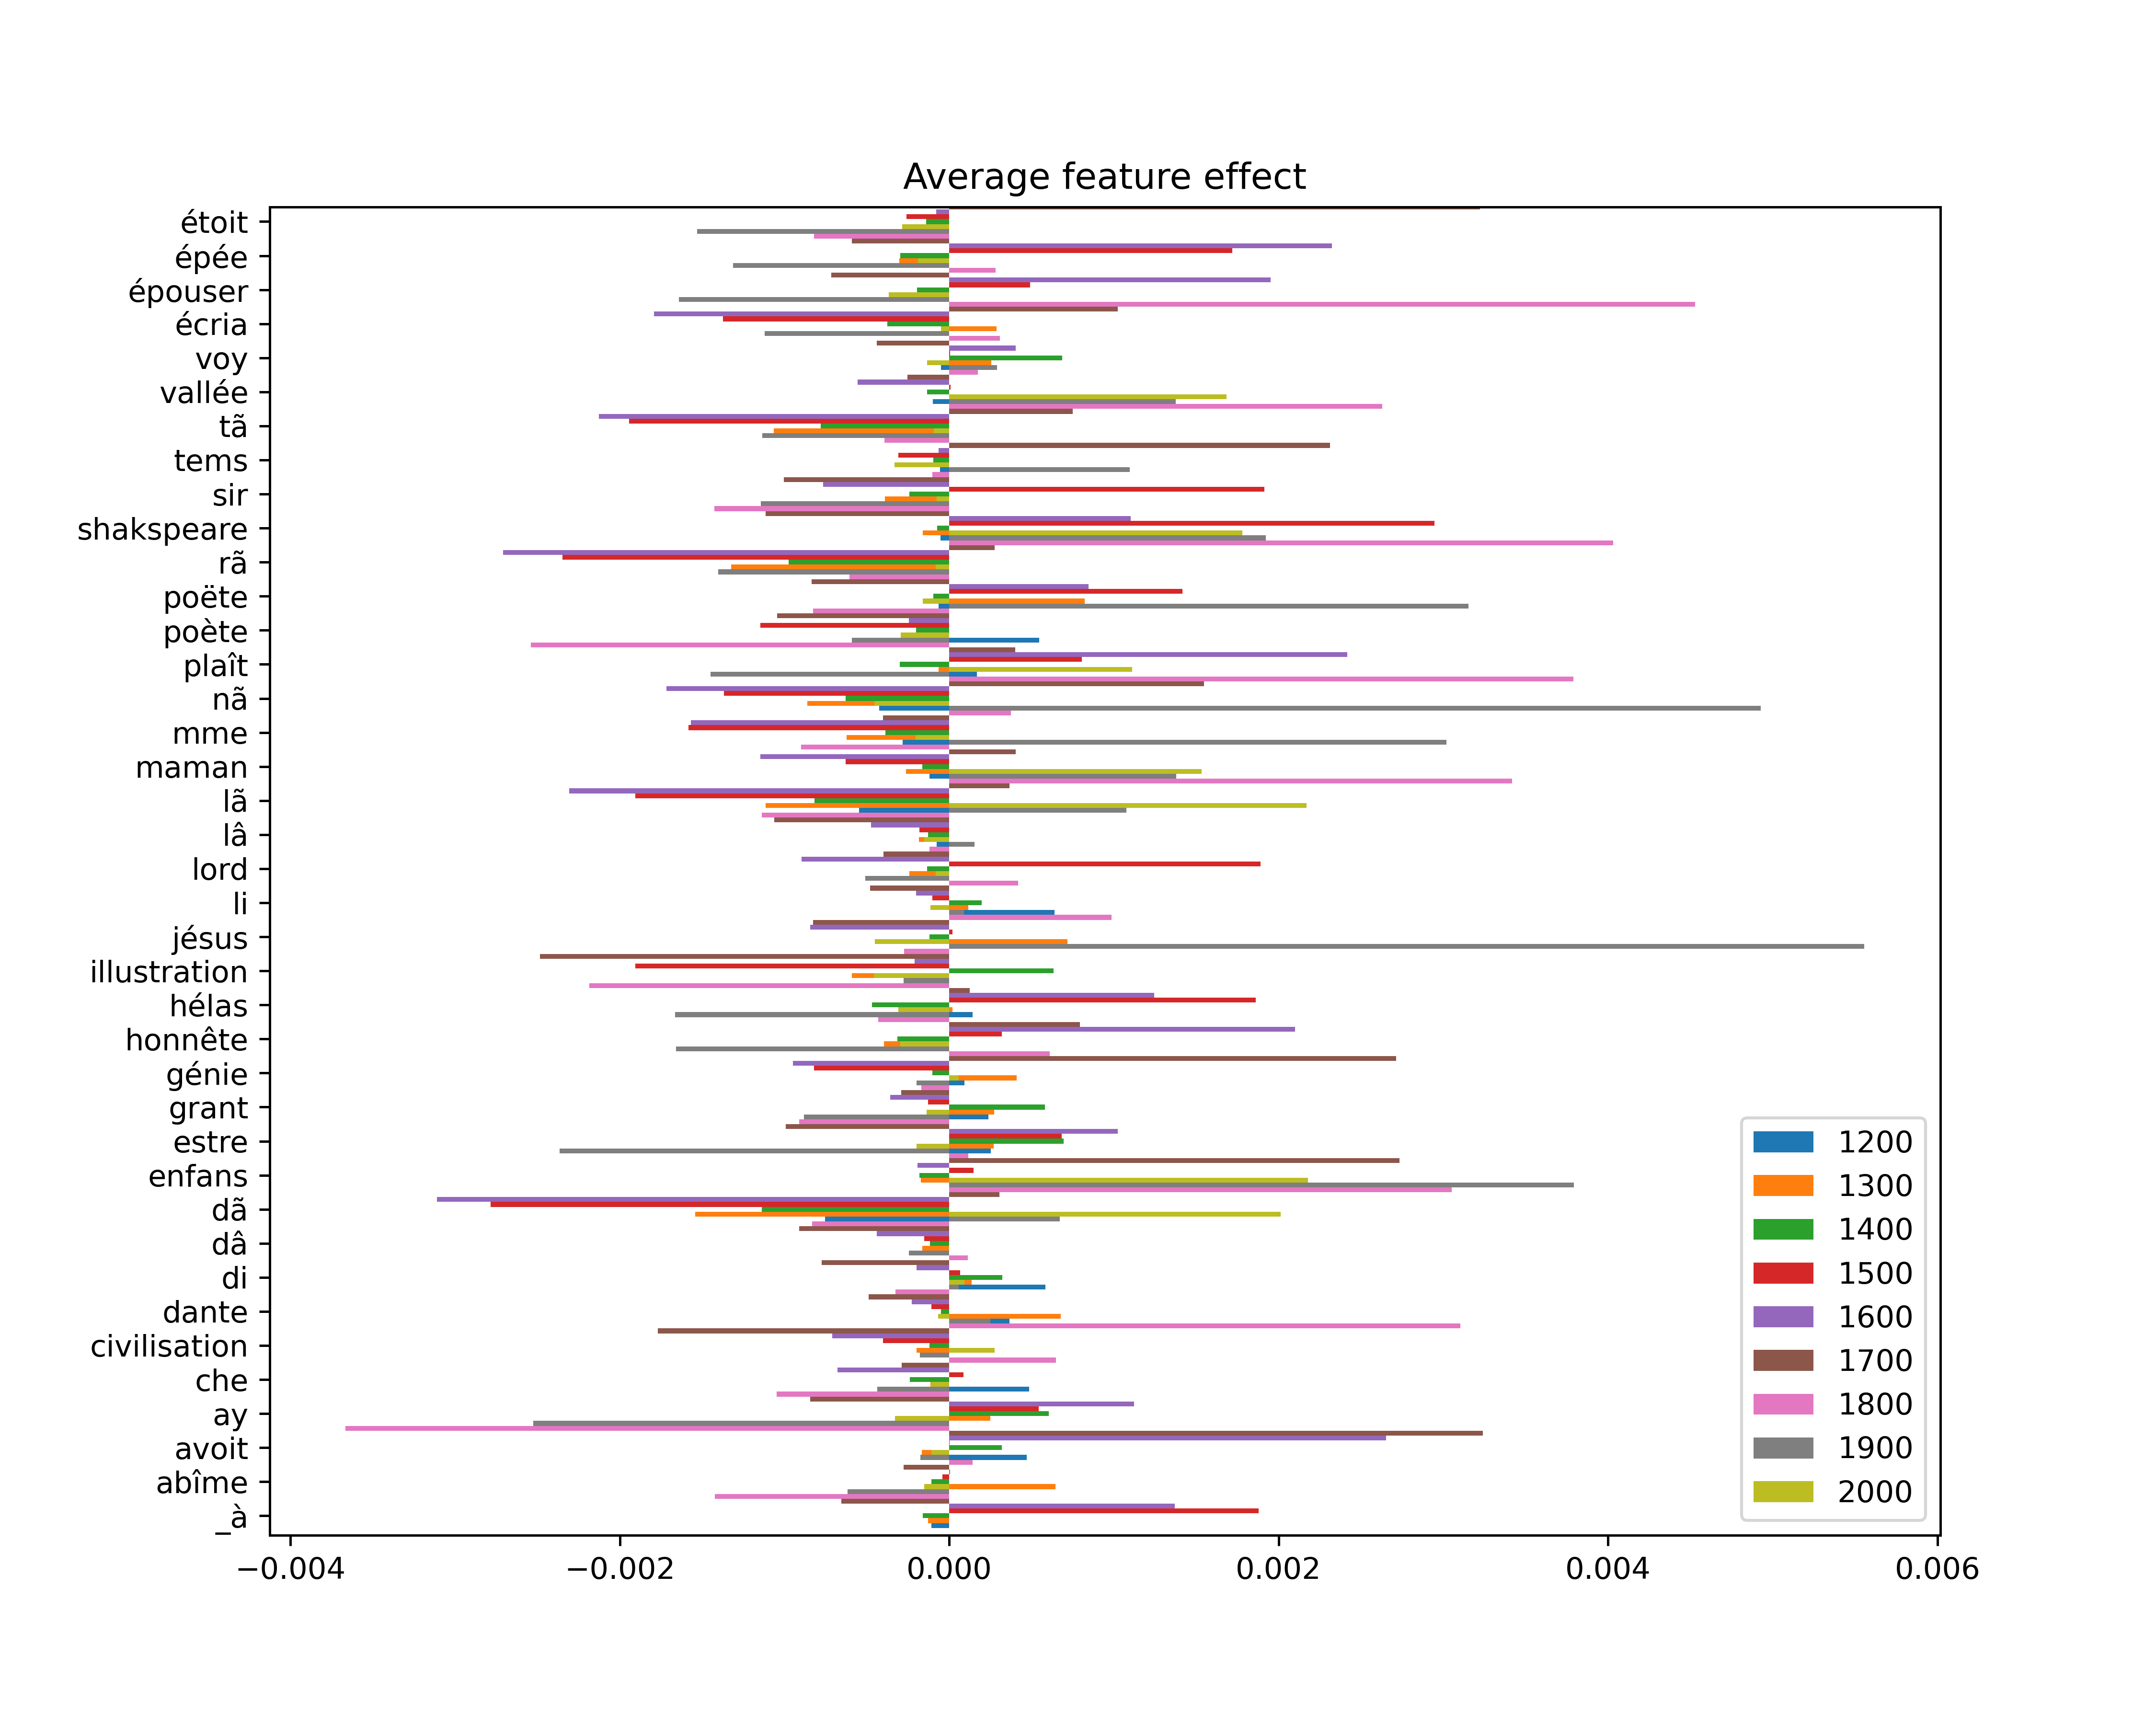 Average feature effect
étoit
épée
épouser
écria
voy
vallée
tã
tems
sir
shakspeare
rã
poëte
poète
plaît
nã
mme
maman
lã
lâ
lord
li
jésus
illustration
hélas
honnête
génie
grant
estre
enfans
dã
dâ
di
dante
civilisation
che
ay
avoit
abîme
_à
1200
1300
1400
1500
1600
1700
1800
1900
2000
−0.004 −0.002 0.000 0.002 0.004 0.006